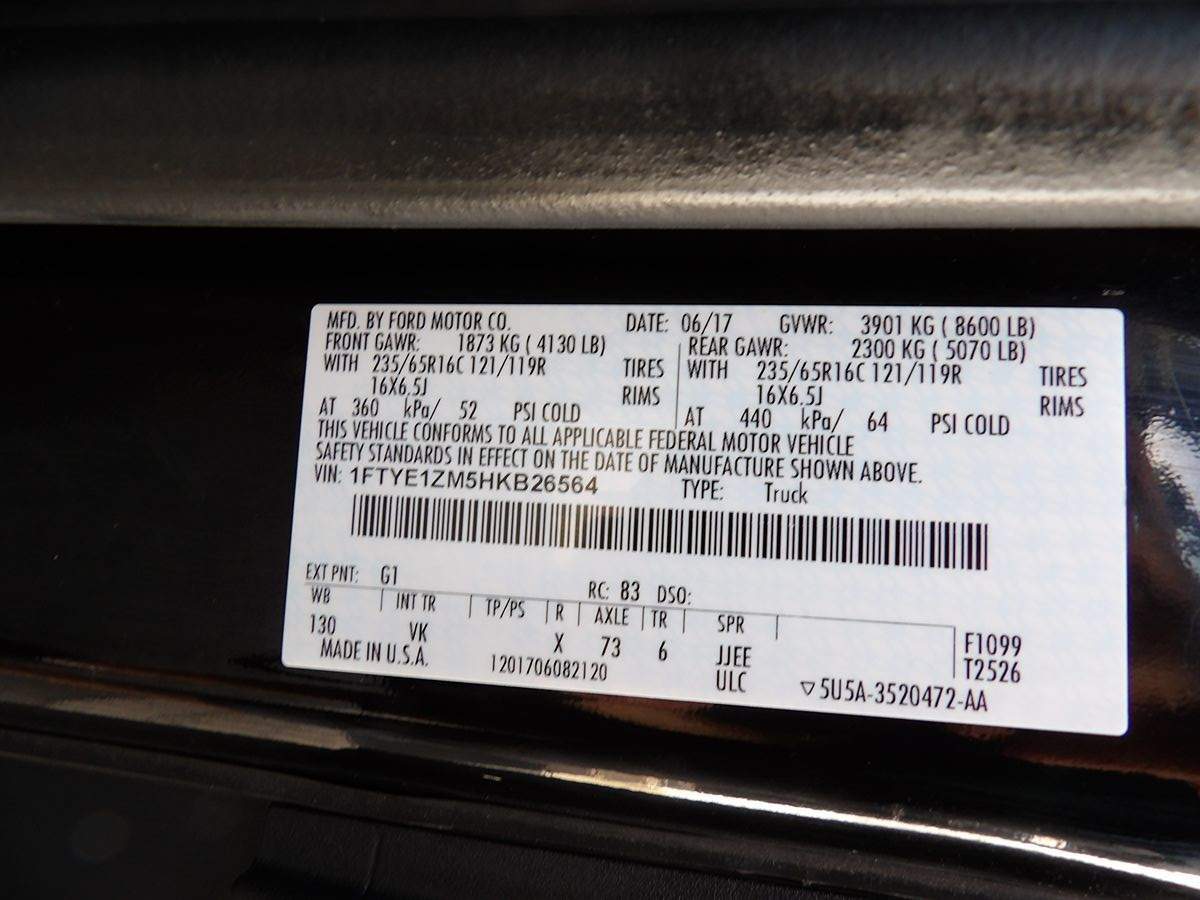 MFD. BY FORD MOTOR CO. DATE: 06/17 GVWR: 3901 KG ( 8600 LB)
FRONT GAWR: 1873 KG ( 4130 LB) REAR GAWR: 2300 KG ( 5070 LB)
WITH 235/65R16C 121/119R TIRES WITH 235/65R16C 121/119R TIRES
16X6.5J RIMS 16X6.5J RIMS
AT 360 kPa/ 52 PSI COLD AT 440 kPa/ 64 PSI COLD
THIS VEHICLE CONFORMS TO ALL APPLICABLE FEDERAL MOTOR VEHICLE
SAFETY STANDARDS IN EFFECT ON THE DATE OF MANUFACTURE SHOWN ABOVE.
VIN: 1FTYE1ZM5HKB26564 TYPE: Truck
EXT PNT: G1 RC: 83 DSO:
WB INT TR TP/PS R AXLE TR SPR
130 VK X 73 6 JJEE F1099
MADE IN U.S.A. 1201706082120 ULC T2526
▽5U5A-3520472-AA